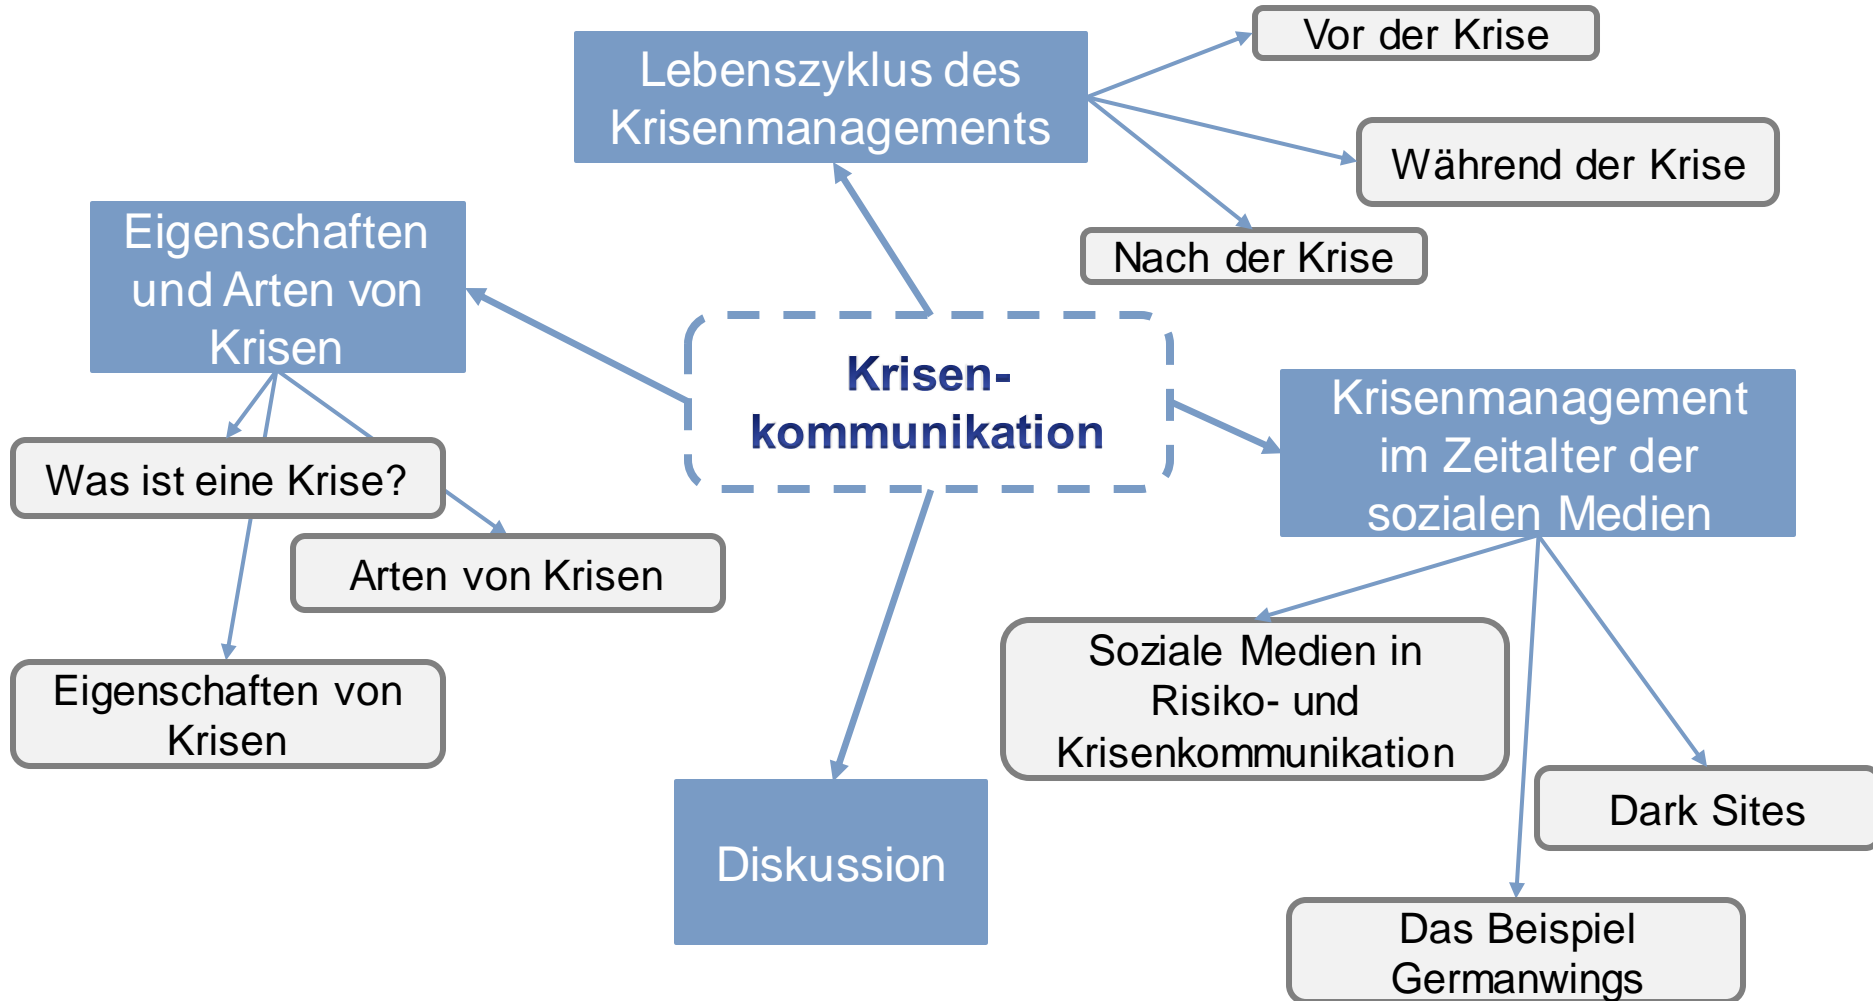 Vor der Krise
Lebenszyklus des
Krisenmanagements
Während der Krise
Nach der Krise
Eigenschaften
und Arten von
Krisen
Krisen-
kommunikation
Krisenmanagement
im Zeitalter der
sozialen Medien
Was ist eine Krise?
Arten von Krisen
Eigenschaften von
Krisen
Soziale Medien in
Risiko- und
Krisenkommunikation
Dark Sites
Diskussion
Das Beispiel
Germanwings